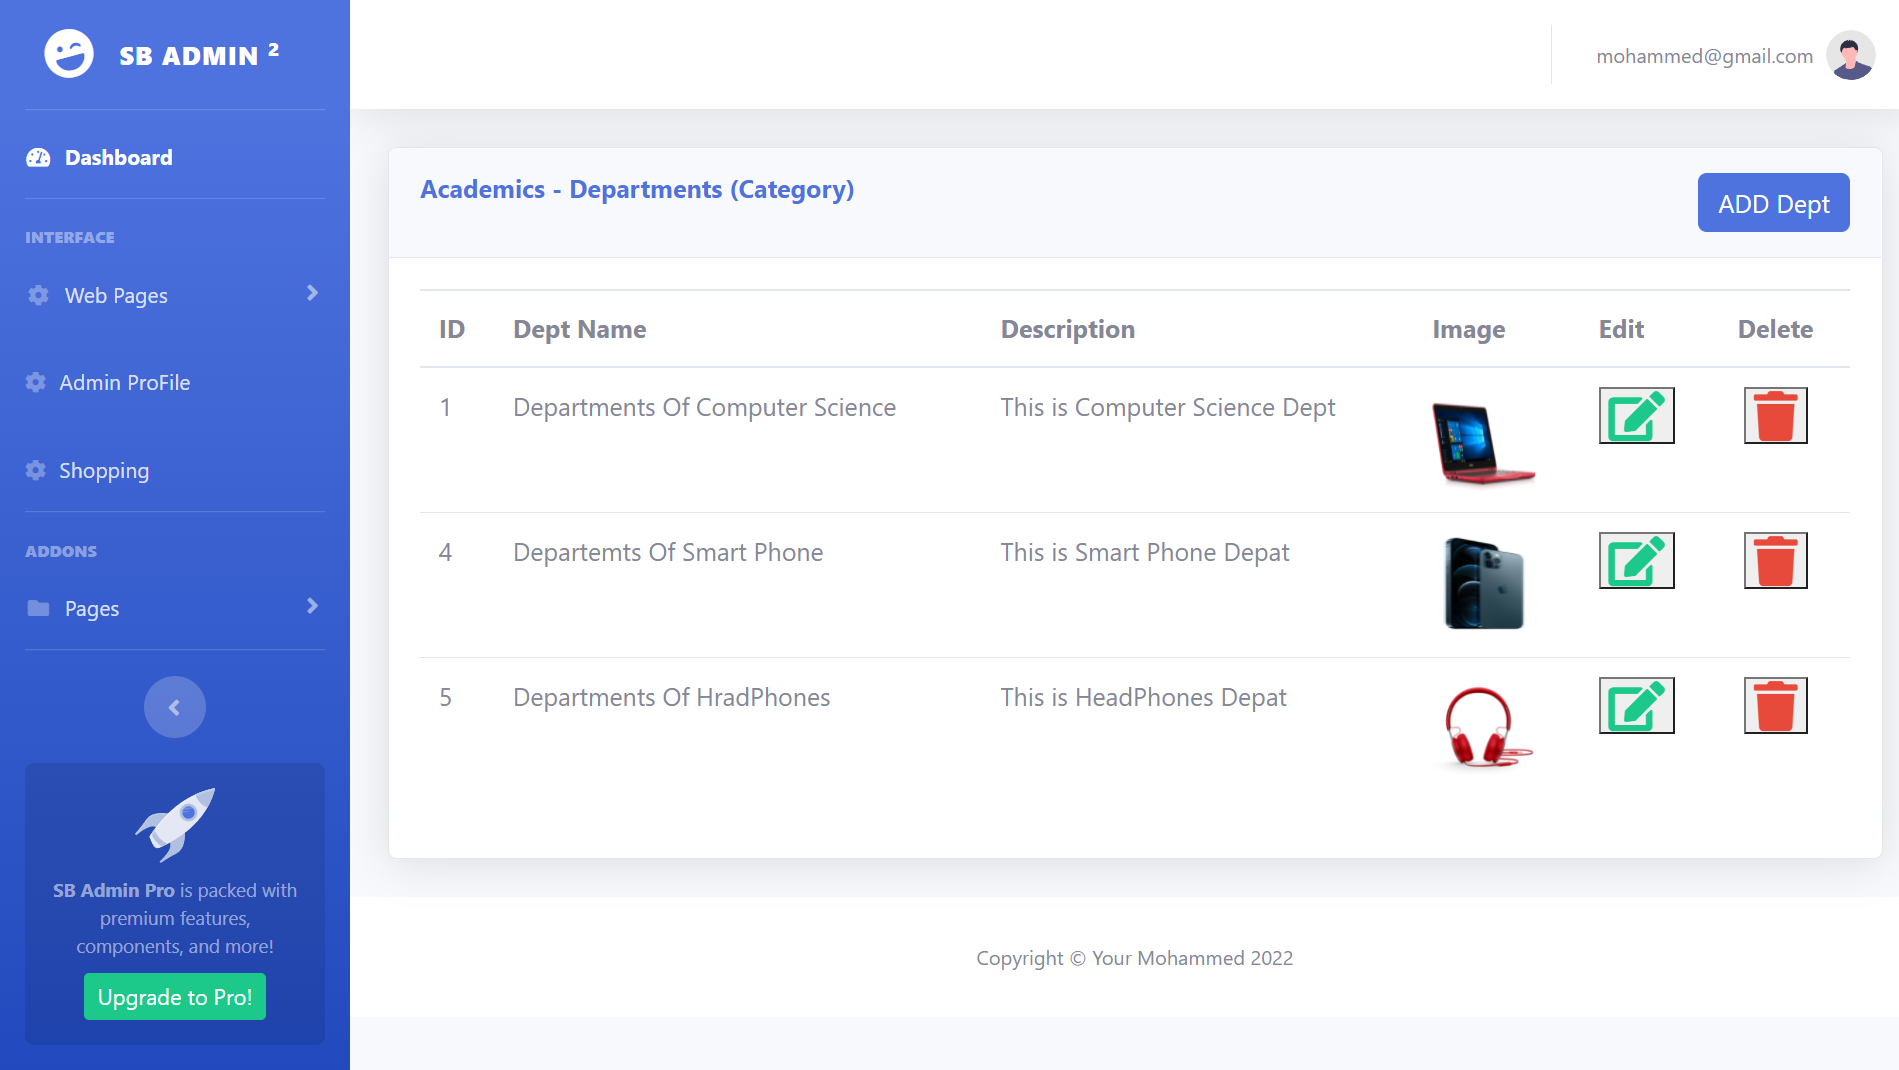 SB ADMIN 2
mohammed@gmail.com
Dashboard
INTERFACE
Web Pages
Admin ProFile
Shopping
ADDONS
Pages
SB Admin Pro is packed with
premium features,
components, and more!
Upgrade to Pro!
Academics - Departments (Category)
ADD Dept
ID Dept Name Description Image Edit Delete
1 Departments Of Computer Science This is Computer Science Dept
4 Departemts Of Smart Phone This is Smart Phone Depat
5 Departments Of HradPhones This is HeadPhones Depat
Copyright © Your Mohammed 2022